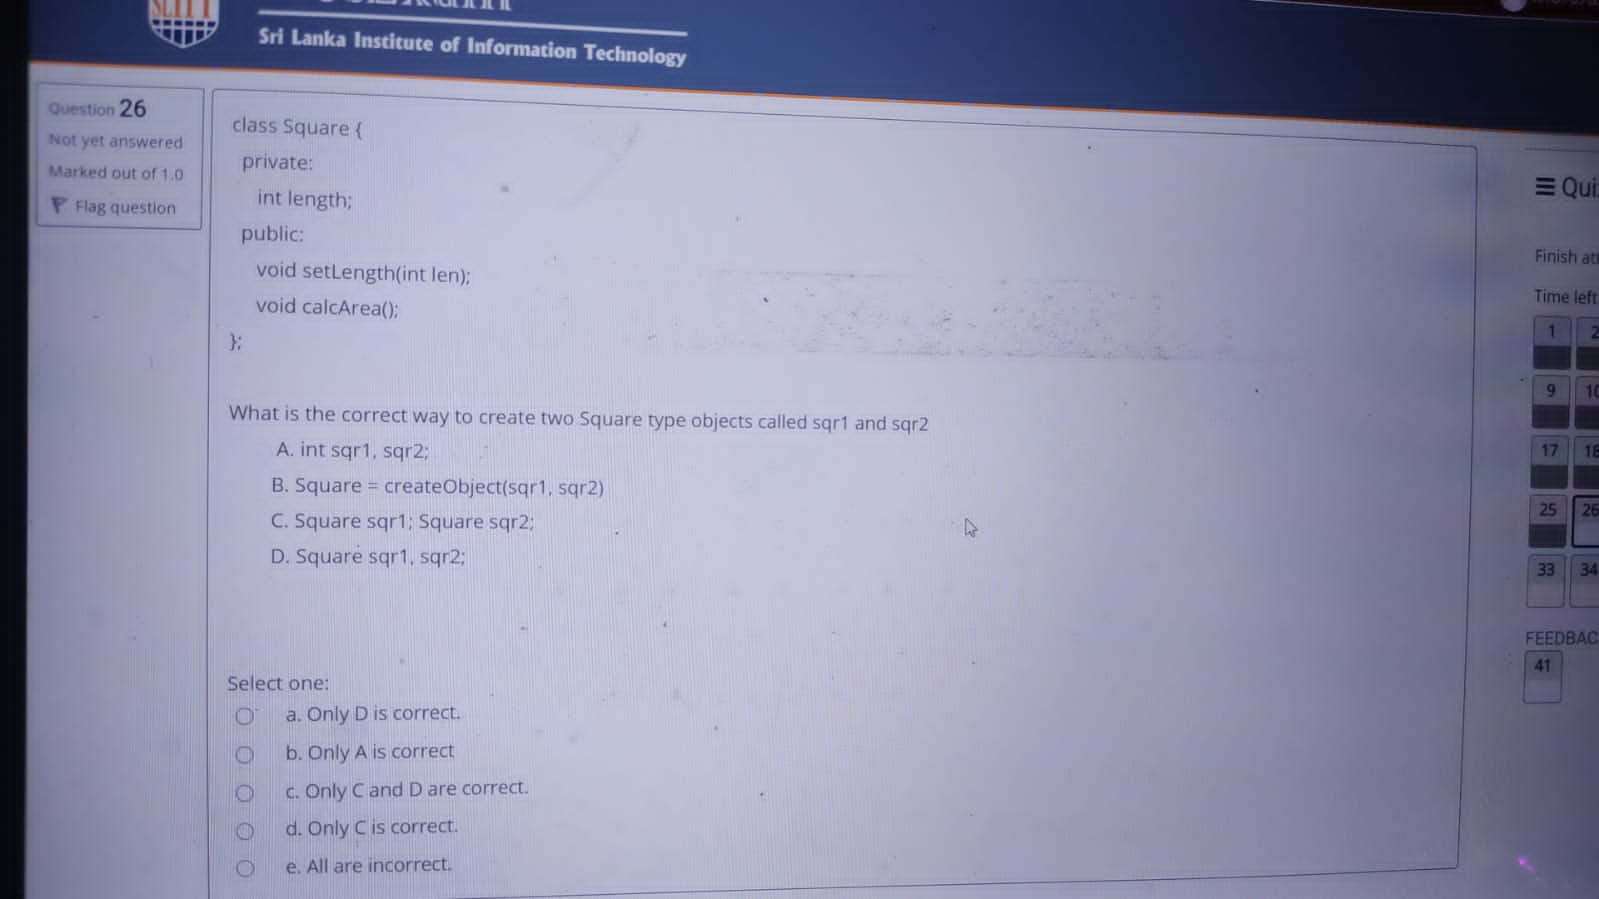 SLIIT
Sri Lanka Institute of Information Technology
Question 26
Not yet answered
Marked out of 1.0
Flag question
class Square {
private:
int length;
public:
void setLength(int len);
void calcArea();
};
What is the correct way to create two Square type objects called sqr1 and sqr2
A. int sqr1, sqr2;
B. Square = createObject(sqr1, sqr2)
C. Square sqr1; Square sqr2;
D. Square sqr1, sqr2;
Select one:
a. Only D is correct.
b. Only A is correct
c. Only C and D are correct.
d. Only C is correct.
e. All are incorrect.
Qui
Finish at
Time left
1 2
9 10
17 18
25 26
33 34
FEEDBAC
41